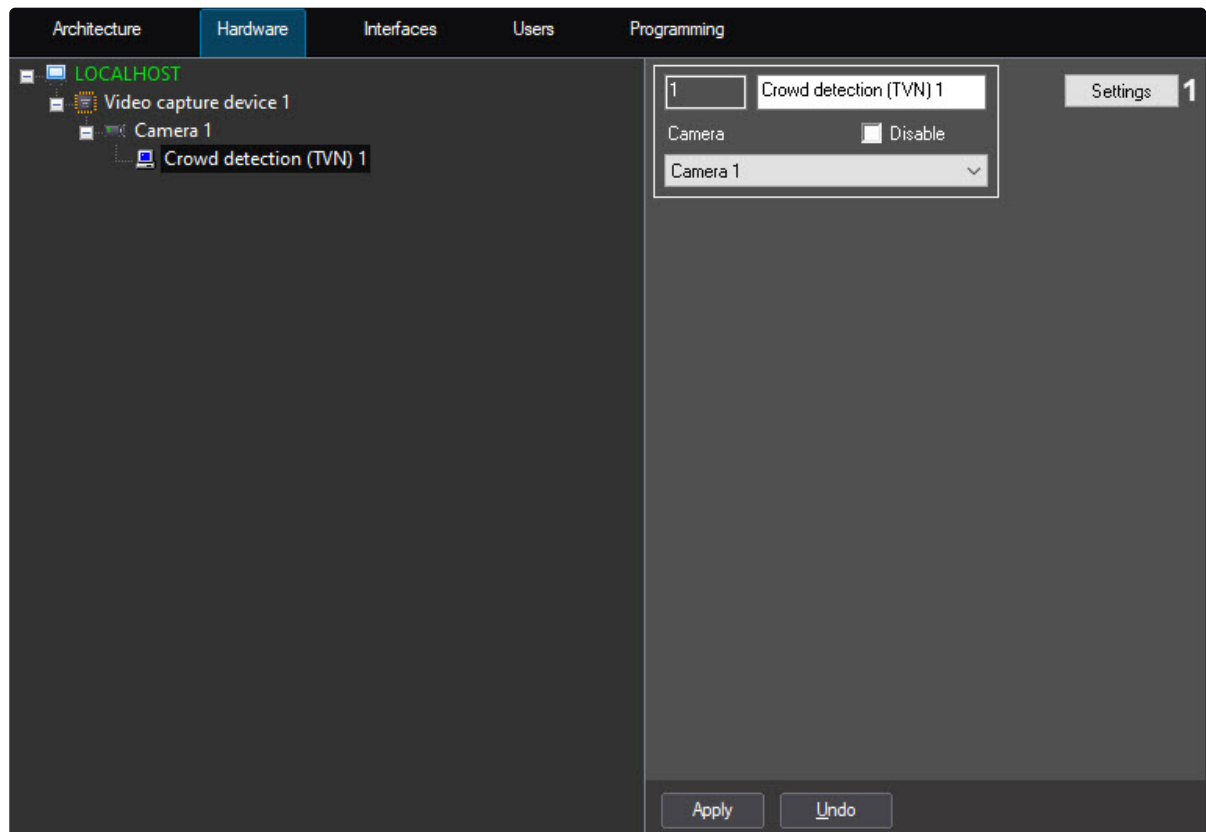 Architecture Hardware Interfaces Users Programming
LOCALHOST
Video capture device 1
Camera 1
Crowd detection (TVN) 1
1 Crowd detection (TVN) 1 Settings 1
Camera Disable
Camera 1
Apply Undo